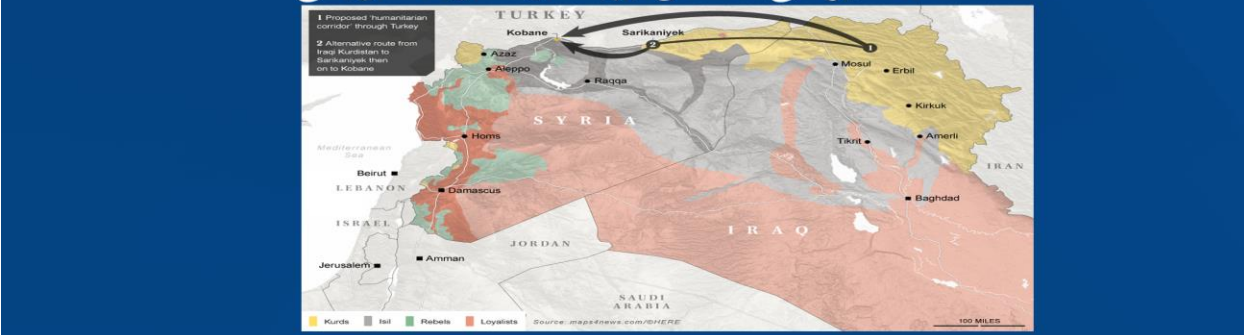 1 Proposed 'humanitarian
corridor' through Turkey
2 Alternative route from
Iraqi Kurdistan to
Sarikaniyek then
on to Kobane
TURKEY
Kobane
Sarikaniyek
2
1
Azaz
Aleppo
Raqqa
Mosul
Erbil
Kirkuk
SYRIA
Homs
Tikrit
Amerli
Mediterranean
Sea
IRAN
Beirut
LEBANON
Damascus
Baghdad
ISRAEL
IRAQ
JORDAN
Jerusalem
Amman
SAUDI
ARABIA
Kurds Isil Rebels Loyalists Source: maps4news.com/©HERE
100 MILES